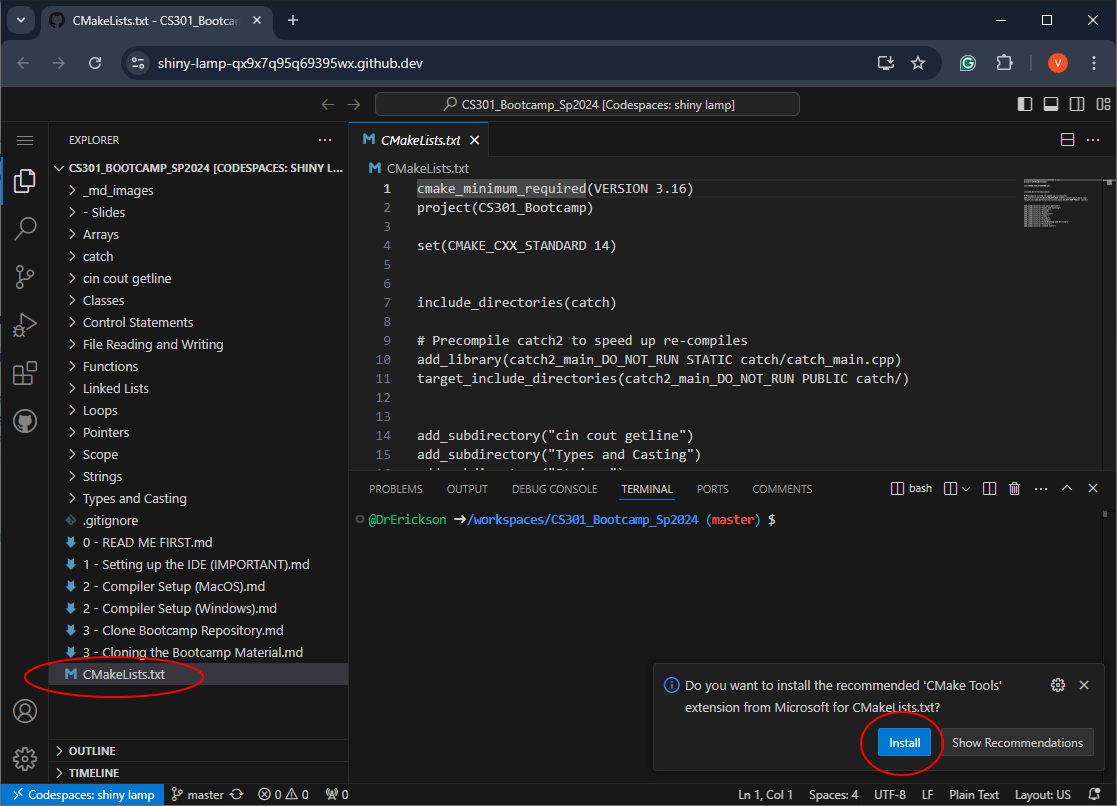 CMakeLists.txt - CS301_Bootcam
shiny-lamp-qx9x7q95q69395wx.github.dev
V
CS301_Bootcamp_Sp2024 [Codespaces: shiny lamp]
EXPLORER
CS301_BOOTCAMP_SP2024 [CODESPACES: SHINY L...
_md_images
- Slides
Arrays
catch
cin cout getline
Classes
Control Statements
File Reading and Writing
Functions
Linked Lists
Loops
Pointers
Scope
Strings
Types and Casting
.gitignore
0 - READ ME FIRST.md
1 - Setting up the IDE (IMPORTANT).md
2 - Compiler Setup (MacOS).md
2 - Compiler Setup (Windows).md
3 - Clone Bootcamp Repository.md
3 - Cloning the Bootcamp Material.md
CMakeLists.txt
OUTLINE
TIMELINE
CMakeLists.txt
CMakeLists.txt
1 cmake_minimum_required(VERSION 3.16)
2 project(CS301_Bootcamp)
3
4 set(CMAKE_CXX_STANDARD 14)
5
6
7 include_directories(catch)
8
9 # Precompile catch2 to speed up re-compiles
10 add_library(catch2_main_DO_NOT_RUN STATIC catch/catch_main.cpp)
11 target_include_directories(catch2_main_DO_NOT_RUN PUBLIC catch/)
12
13
14 add_subdirectory("cin cout getline")
15 add_subdirectory("Types and Casting")
PROBLEMS OUTPUT DEBUG CONSOLE TERMINAL PORTS COMMENTS bash
@DrErickson ➜/workspaces/CS301_Bootcamp_Sp2024 (master) $
Do you want to install the recommended 'CMake Tools'
extension from Microsoft for CMakeLists.txt?
Install Show Recommendations
Codespaces: shiny lamp master 0 0 0 Ln 1, Col 1 Spaces: 4 UTF-8 LF Plain Text Layout: US